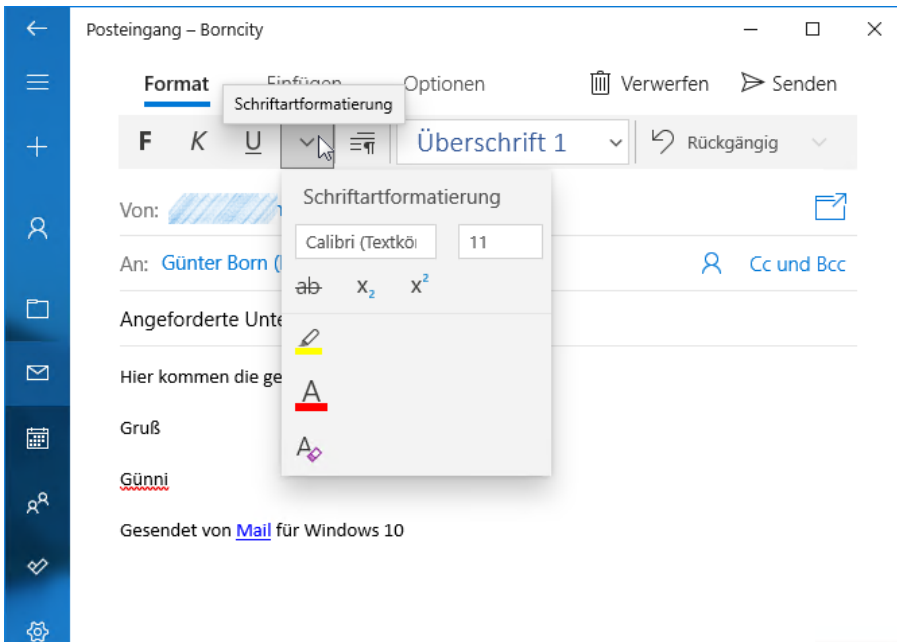 Posteingang – Borncity
Format Einfügen Optionen Verwerfen Senden
Schriftartformatierung
F K U Überschrift 1 Rückgängig
Von:
Schriftartformatierung
Calibri (Textkör 11
An: Günter Born ( Cc und Bcc
ab x₂ x²
Angeforderte Unte
Hier kommen die ge
A
Gruß
A
Günni
Gesendet von Mail für Windows 10